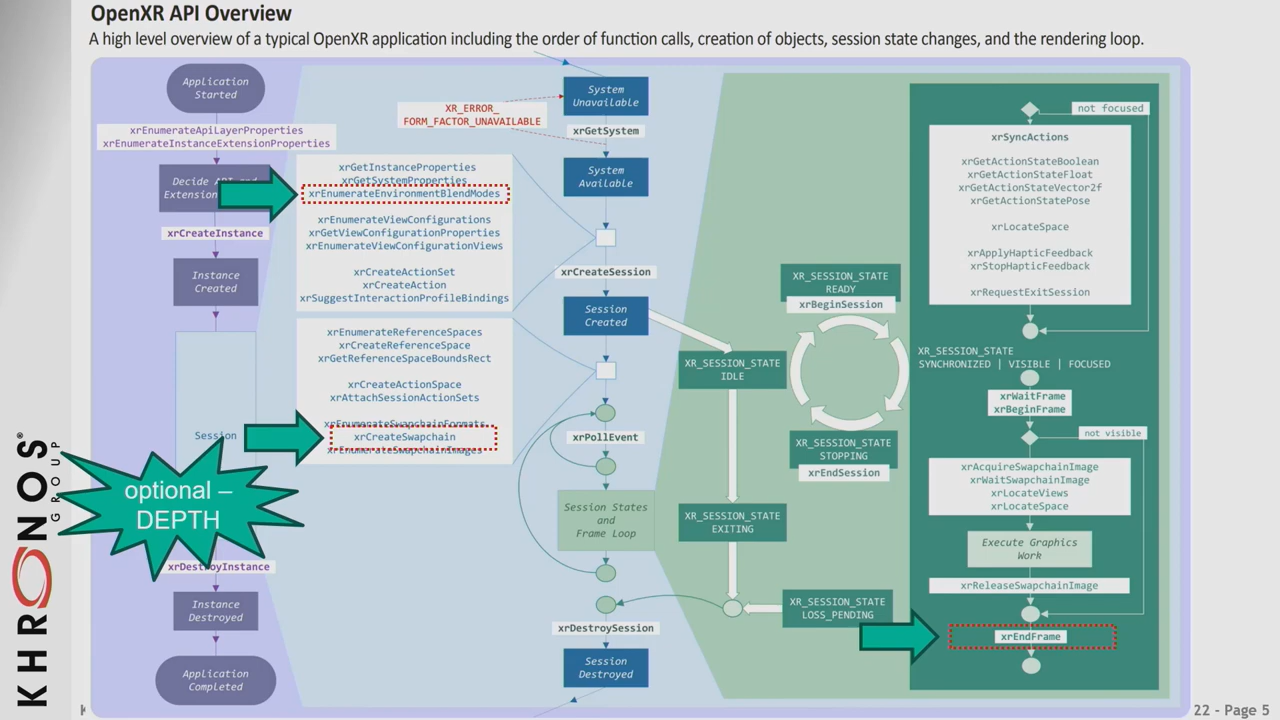 OpenXR API Overview
A high level overview of a typical OpenXR application including the order of function calls, creation of objects, session state changes, and the rendering loop.
Application
Started
xrEnumerateApiLayerProperties
xrEnumerateInstanceExtensionProperties
Decide API and
Extension
xrCreateInstance
Instance
Created
Session
optional –
DEPTH
xrDestroyInstance
Instance
Destroyed
Application
Completed
XR_ERROR_
FORM_FACTOR_UNAVAILABLE
xrGetInstanceProperties
xrGetSystemProperties
xrEnumerateEnvironmentBlendModes
xrEnumerateViewConfigurations
xrGetViewConfigurationProperties
xrEnumerateViewConfigurationViews
xrCreateActionSet
xrCreateAction
xrSuggestInteractionProfileBindings
xrEnumerateReferenceSpaces
xrCreateReferenceSpace
xrGetReferenceSpaceBoundsRect
xrCreateActionSpace
xrAttachSessionActionSets
xrEnumerateSwapchainFormats
xrCreateSwapchain
xrEnumerateSwapchainImages
System
Unavailable
xrGetSystem
System
Available
xrCreateSession
Session
Created
xrPollEvent
Session States
and
Frame Loop
xrDestroySession
Session
Destroyed
XR_SESSION_STATE
IDLE
XR_SESSION_STATE
EXITING
XR_SESSION_STATE
READY
xrBeginSession
XR_SESSION_STATE
STOPPING
xrEndSession
XR_SESSION_STATE
LOSS_PENDING
not focused
xrSyncActions
xrGetActionStateBoolean
xrGetActionStateFloat
xrGetActionStateVector2f
xrGetActionStatePose
xrLocateSpace
xrApplyHapticFeedback
xrStopHapticFeedback
xrRequestExitSession
XR_SESSION_STATE
SYNCHRONIZED | VISIBLE | FOCUSED
xrWaitFrame
xrBeginFrame
not visible
xrAcquireSwapchainImage
xrWaitSwapchainImage
xrLocateViews
xrLocateSpace
Execute Graphics
Work
xrReleaseSwapchainImage
xrEndFrame
KHRONOS®
GROUP
22 - Page 5